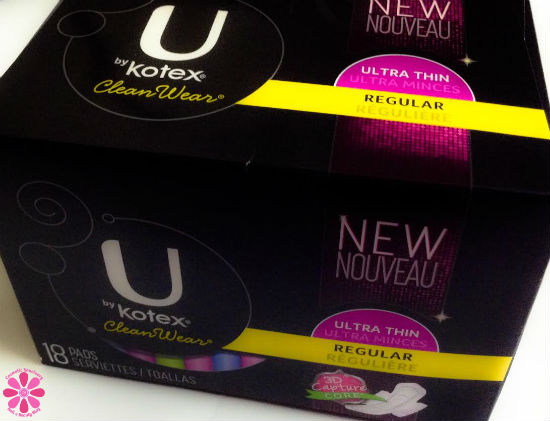 U
by Kotex®
CleanWear®
NEW
NOUVEAU
ULTRA THIN
ULTRA MINCES
REGULAR
RÉGULIÈRE
U
by Kotex®
CleanWear®
NEW
NOUVEAU
ULTRA THIN
ULTRA MINCES
REGULAR
RÉGULIÈRE
3D
Capture
CORE
18 PADS
SERVIETTES / TOALLAS